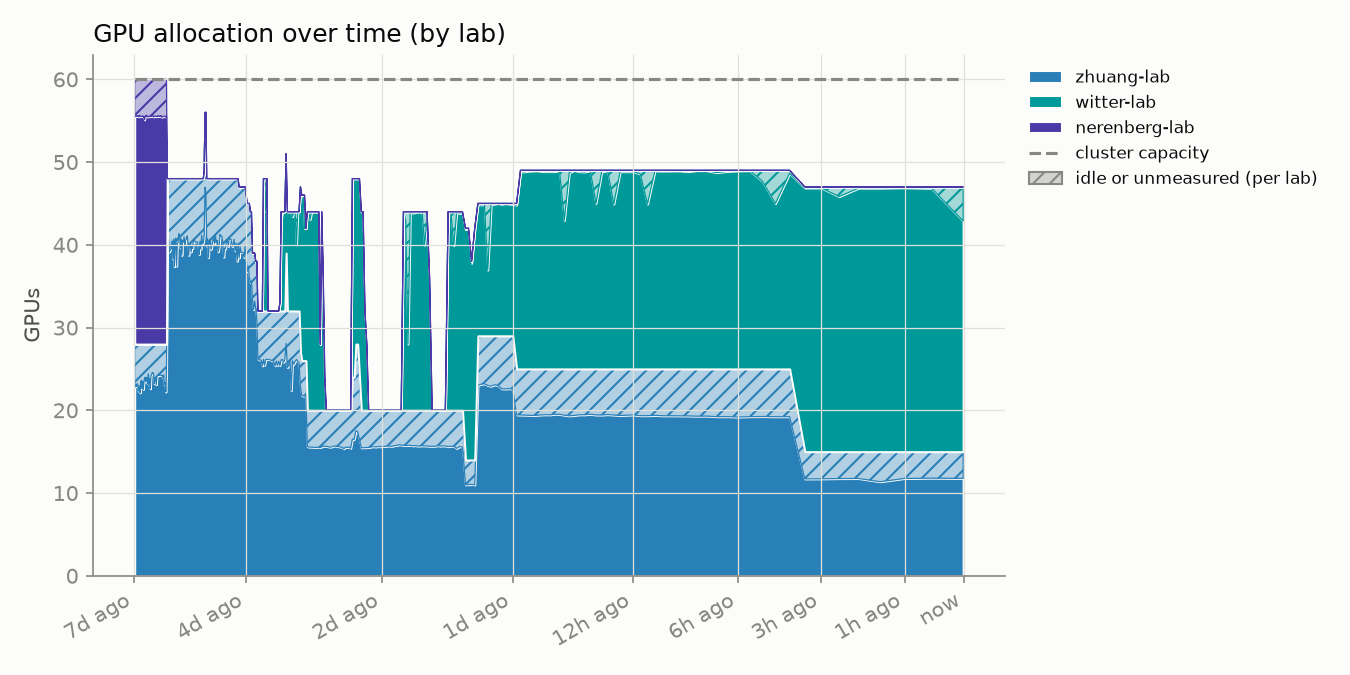 GPU allocation over time (by lab)
zhuang-lab
witter-lab
nerenberg-lab
cluster capacity
idle or unmeasured (per lab)
GPUs
60
50
40
30
20
10
0
7d ago
4d ago
2d ago
1d ago
12h ago
6h ago
3h ago
1h ago
now